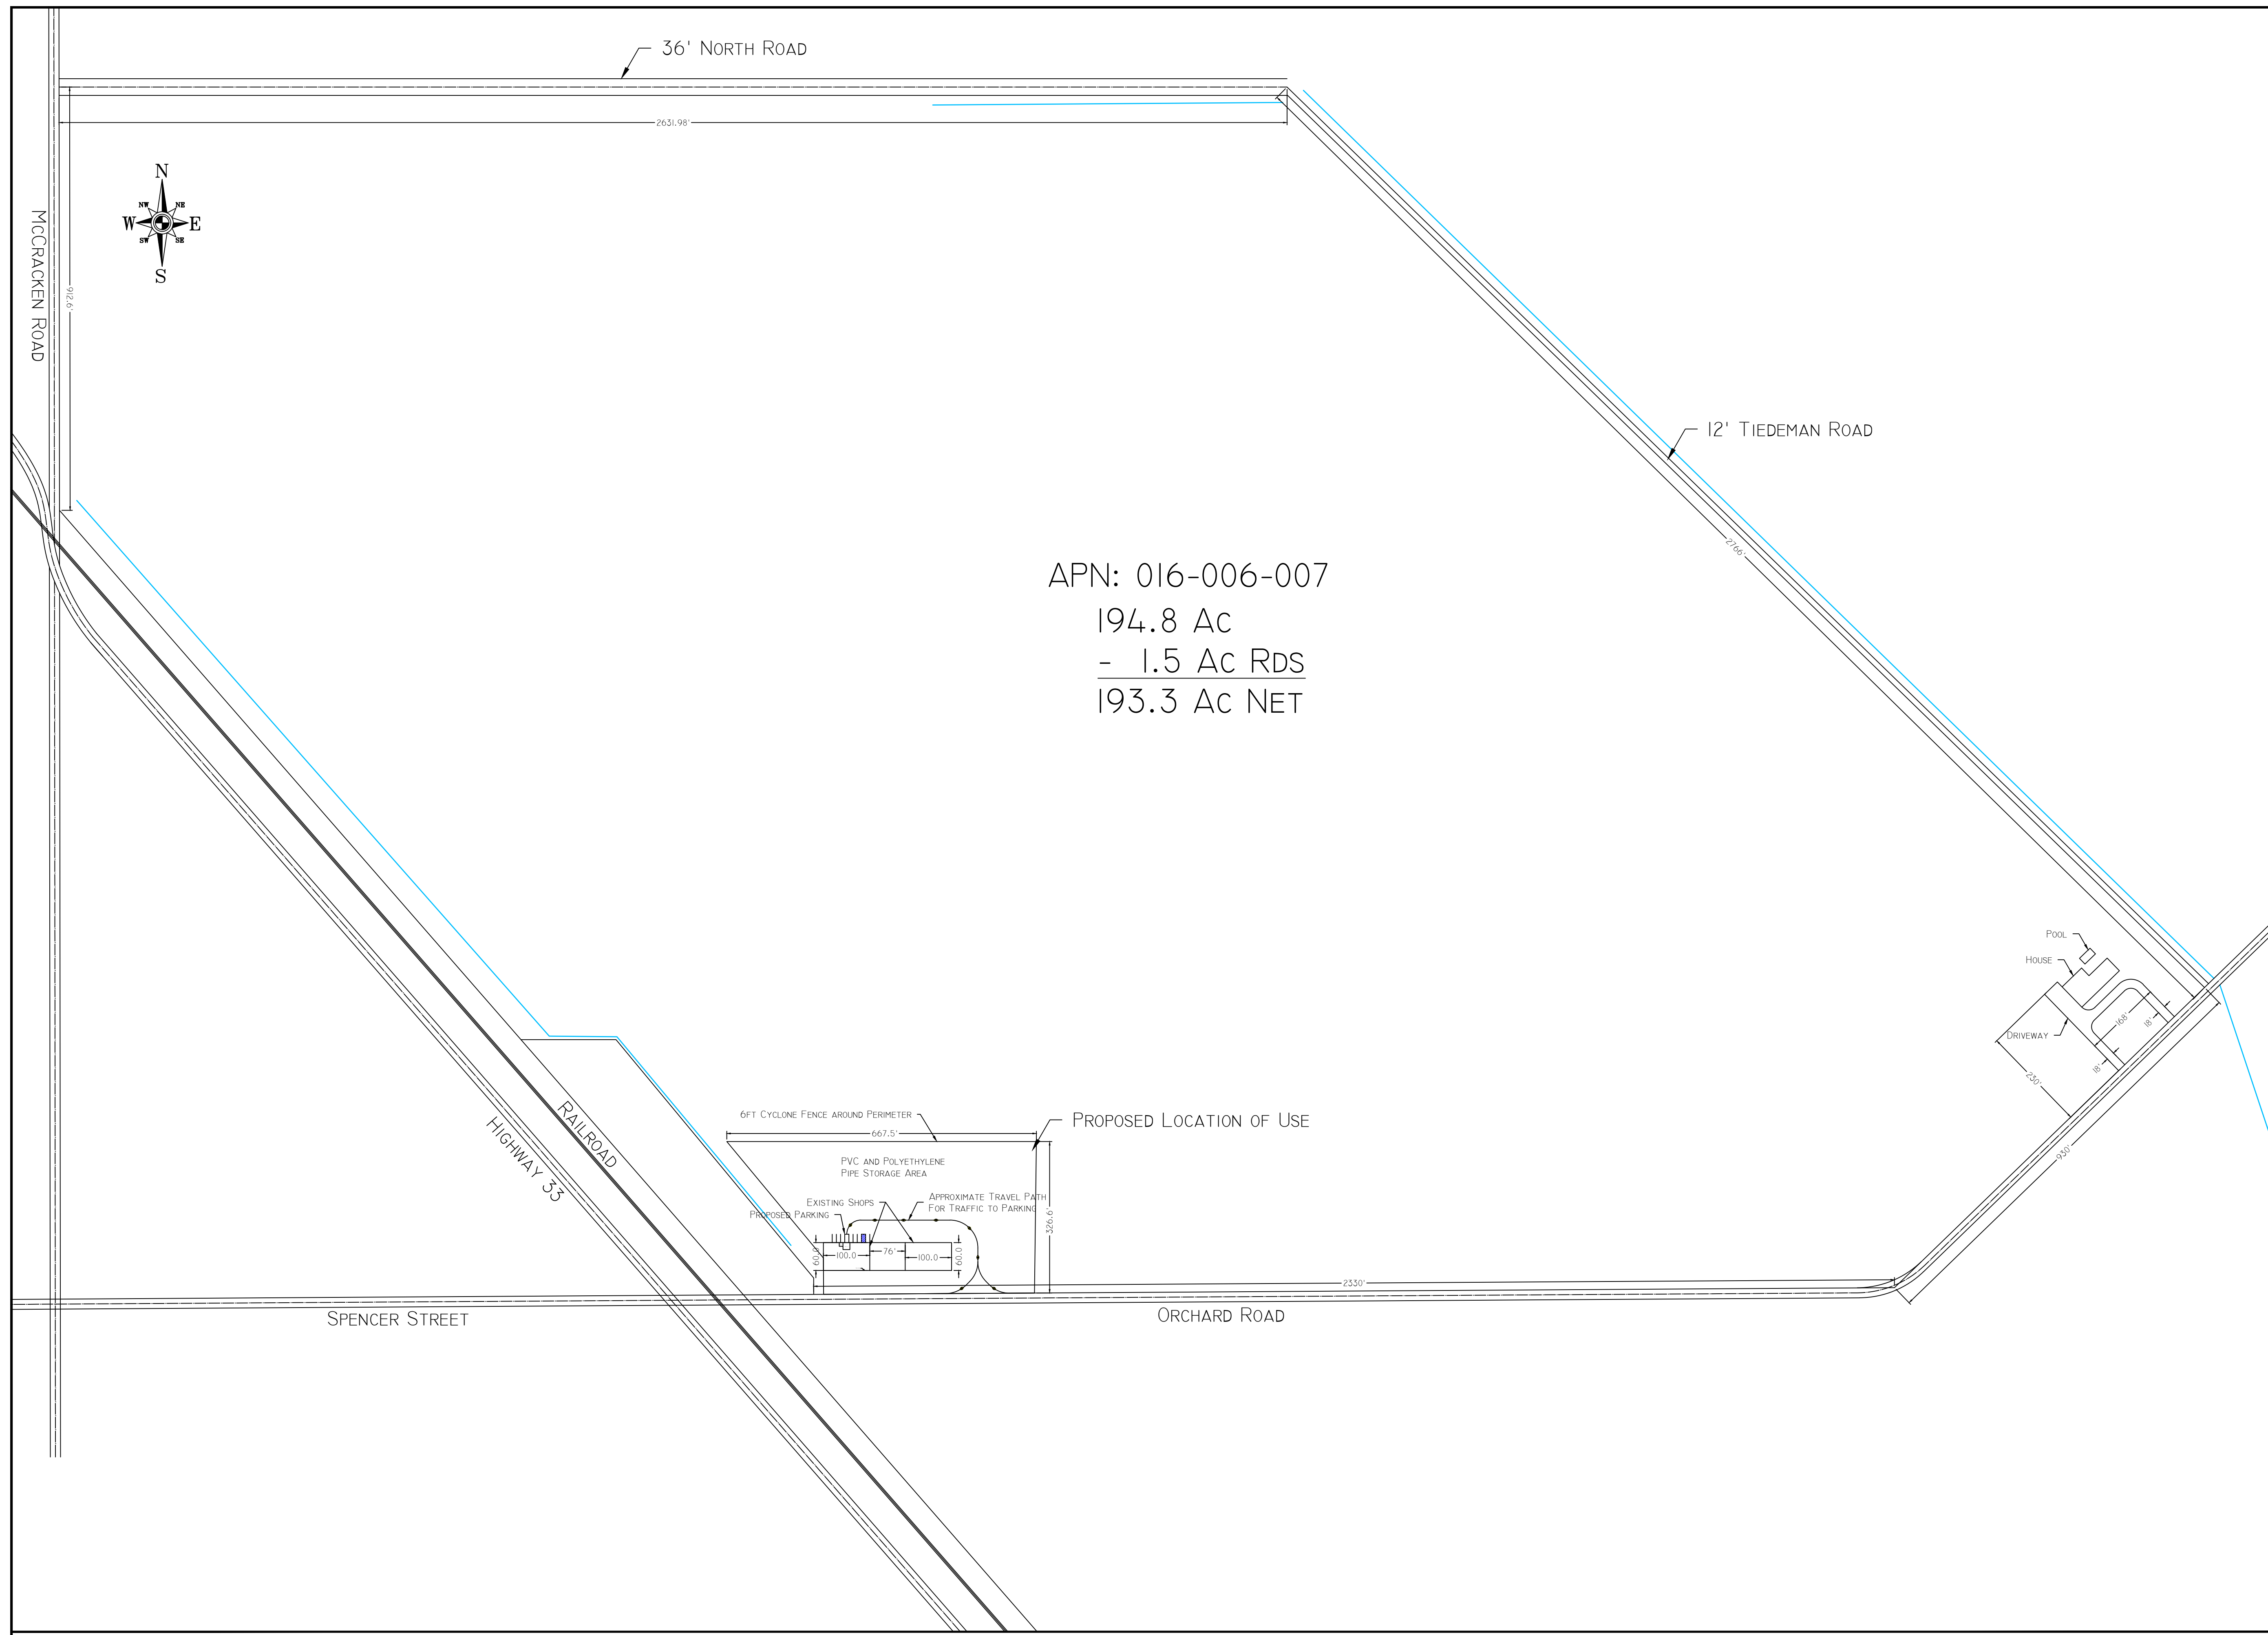 36' North Road
2631.98'
N
NW NE
W E
SW SE
S
McCracken Road
912.6'
12' Tiedeman Road
2766'
APN: 016-006-007
194.8 Ac
- 1.5 Ac Rds
193.3 Ac Net
Pool
House
Driveway
168'
18'
18'
230'
930'
6ft Cyclone Fence around Perimeter
667.5'
Proposed Location of Use
PVC and Polyethylene
Pipe Storage Area
Existing Shops
Approximate Travel Path
For Traffic to Parking
Proposed Parking
326.6'
60.0
100.0
76'
100.0
60.0
2330'
Railroad
Highway 33
Spencer Street
Orchard Road